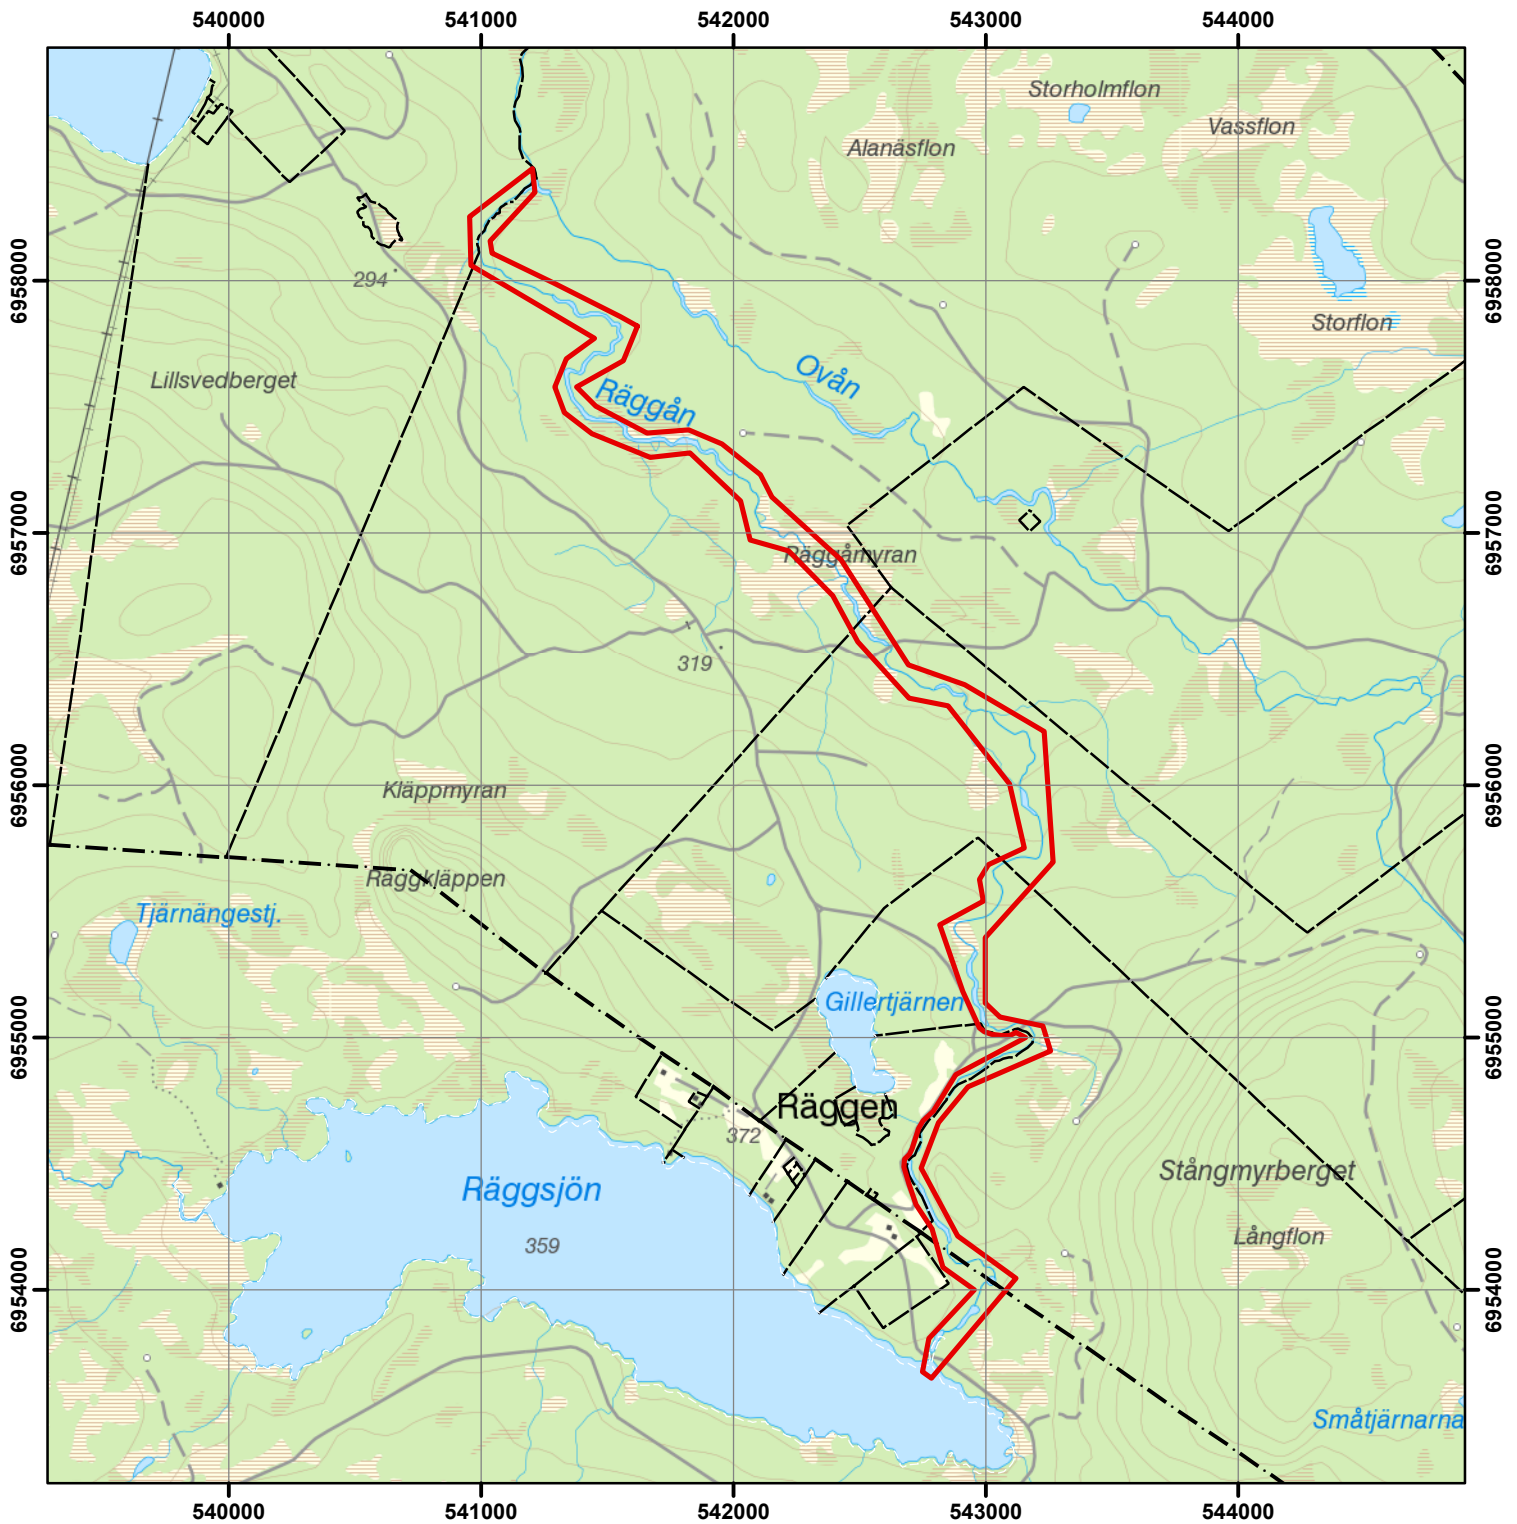 540000 541000 542000 543000 544000
Storholmflon
Vassflon
Alanäsflon
6958000
294
6958000
Storflon
Lillsvedberget
Ovån
Räggån
6957000
Räggåmyran
6957000
319
6956000
Kläppmyran
6956000
Räggkläppen
Tjärnängestj.
Gillertjärnen
6955000
6955000
Räggen
372
Stångmyrberget
Räggsjön
Långflon
359
6954000
6954000
Småtjärnarna
540000 541000 542000 543000 544000